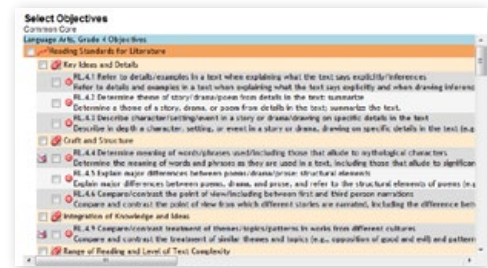 Select Objectives
Common Core
Language Arts, Grade 4 Objectives
Reading Standards for Literature
Key Ideas and Details
RL.4.1 Refer to details/examples in a text when explaining what the text says explicitly/inferences
Refer to details and examples in a text when explaining what the text says explicitly and when drawing inferenc
RL.4.2 Determine theme of story/drama/poem from details in the text; summarize
Determine a theme of a story, drama, or poem from details in the text; summarize the text.
RL.4.3 Describe character/setting/event in a story or drama/drawing on specific details in the text
Describe in depth a character, setting, or event in a story or drama, drawing on specific details in the text (e.g
Craft and Structure
RL.4.4 Determine meaning of words/phrases used/including those that allude to mythological characters
Determine the meaning of words and phrases as they are used in a text, including those that allude to significan
RL.4.5 Explain major differences between poems/drama/prose; structural elements
Explain major differences between poems, drama, and prose, and refer to the structural elements of poems (e.g
RL.4.6 Compare/contrast the point of view/including between first and third person narrations
Compare and contrast the point of view from which different stories are narrated, including the difference betw
Integration of Knowledge and Ideas
RL.4.9 Compare/contrast treatment of themes/topics/patterns in works from different cultures
Compare and contrast the treatment of similar themes and topics (e.g., opposition of good and evil) and pattern
Range of Reading and Level of Text Complexity